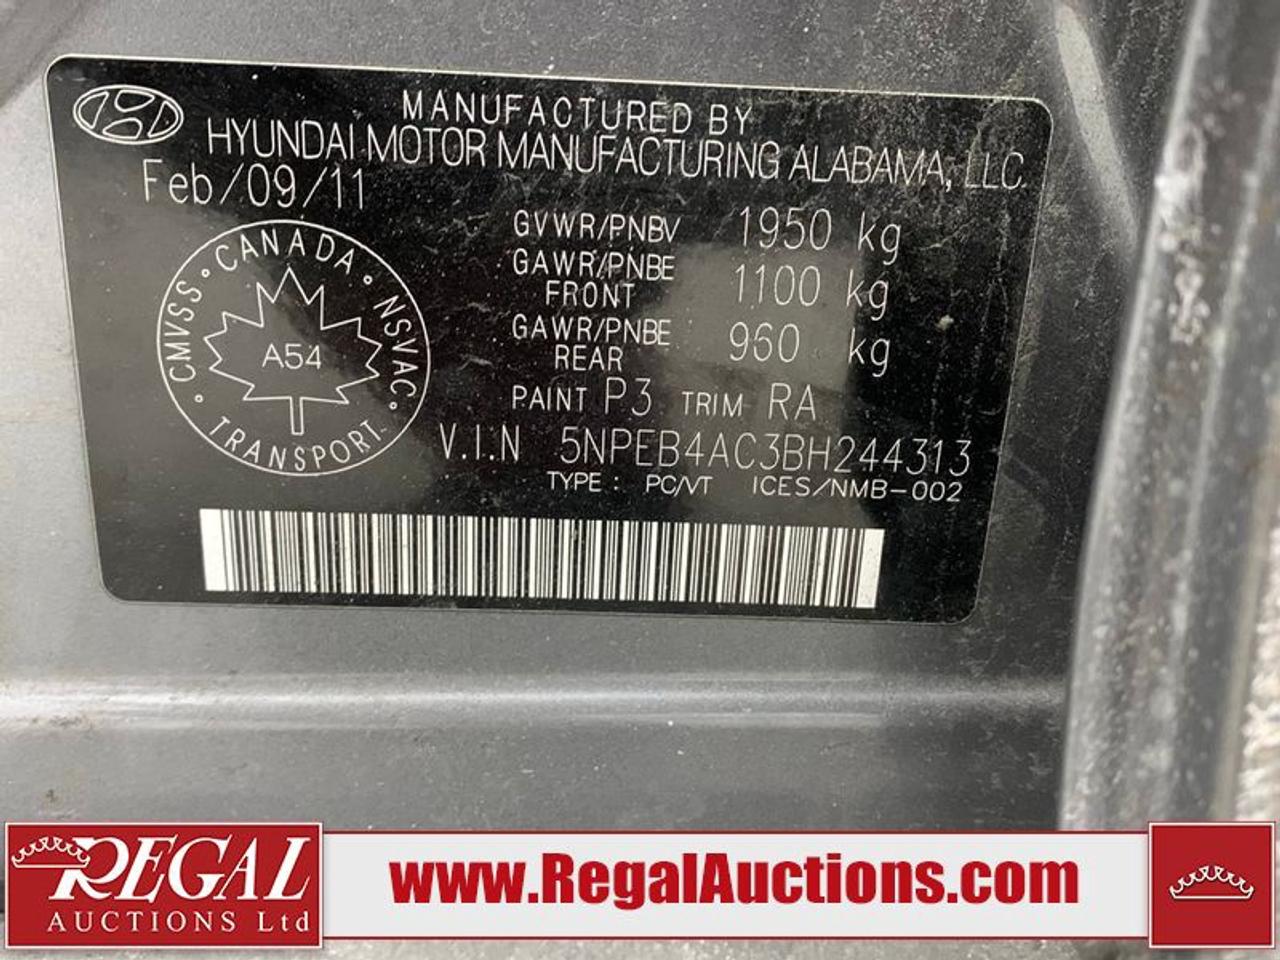 MANUFACTURED BY
HYUNDAI MOTOR MANUFACTURING ALABAMA, LLC.
Feb/09/11
GVWR/PNBV 1950 kg
GAWR/PNBE FRONT 1100 kg
GAWR/PNBE REAR 960 kg
PAINT P3 TRIM RA
V.I.N 5NPEB4AC3BH244313
TYPE : PC/VT ICES/NMB-002
CANADA • NSVAC • TRANSPORT • CMVSS •
A54
REGAL
AUCTIONS Ltd
www.RegalAuctions.com